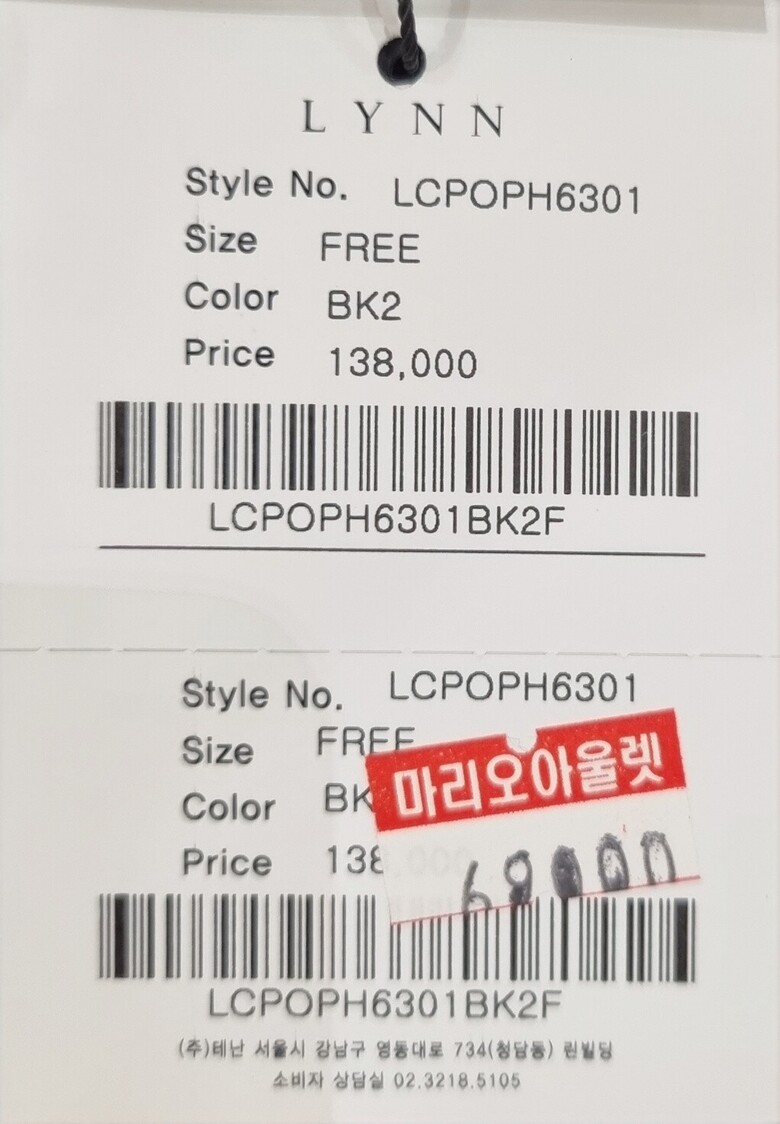 LYNN
Style No. LCPOPH6301
Size FREE
Color BK2
Price 138,000
LCPOPH6301BK2F
Style No. LCPOPH6301
Size FREE
Color BK
Price 138,000
마리오아울렛
69000
LCPOPH6301BK2F
(주)테난 서울시 강남구 영동대로 734(청담동) 린빌딩
소비자 상담실 02.3218.5105